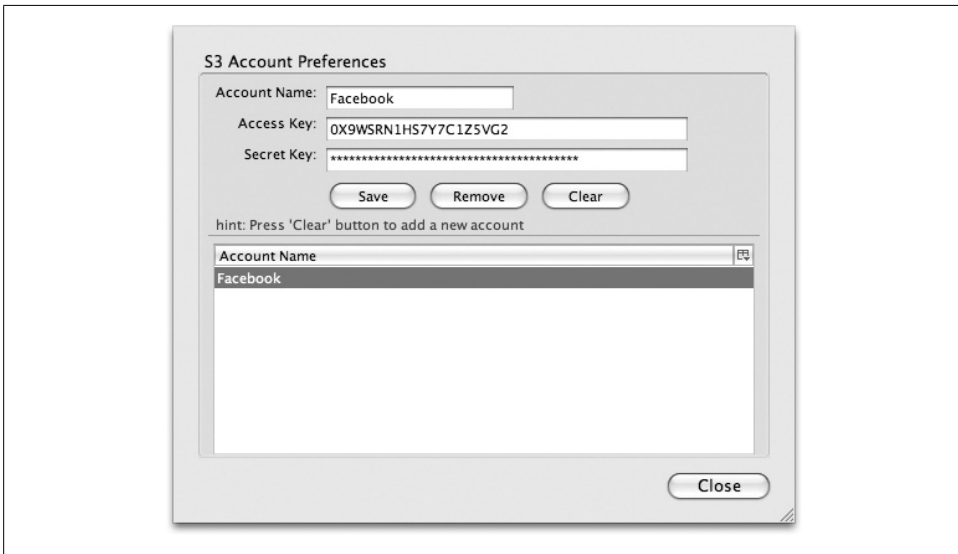 S3 Account Preferences
Account Name: Facebook
Access Key: 0X9WSRN1HS7Y7C1Z5VG2
Secret Key: ****************************************
Save Remove Clear
hint: Press 'Clear' button to add a new account
Account Name
Facebook
Close